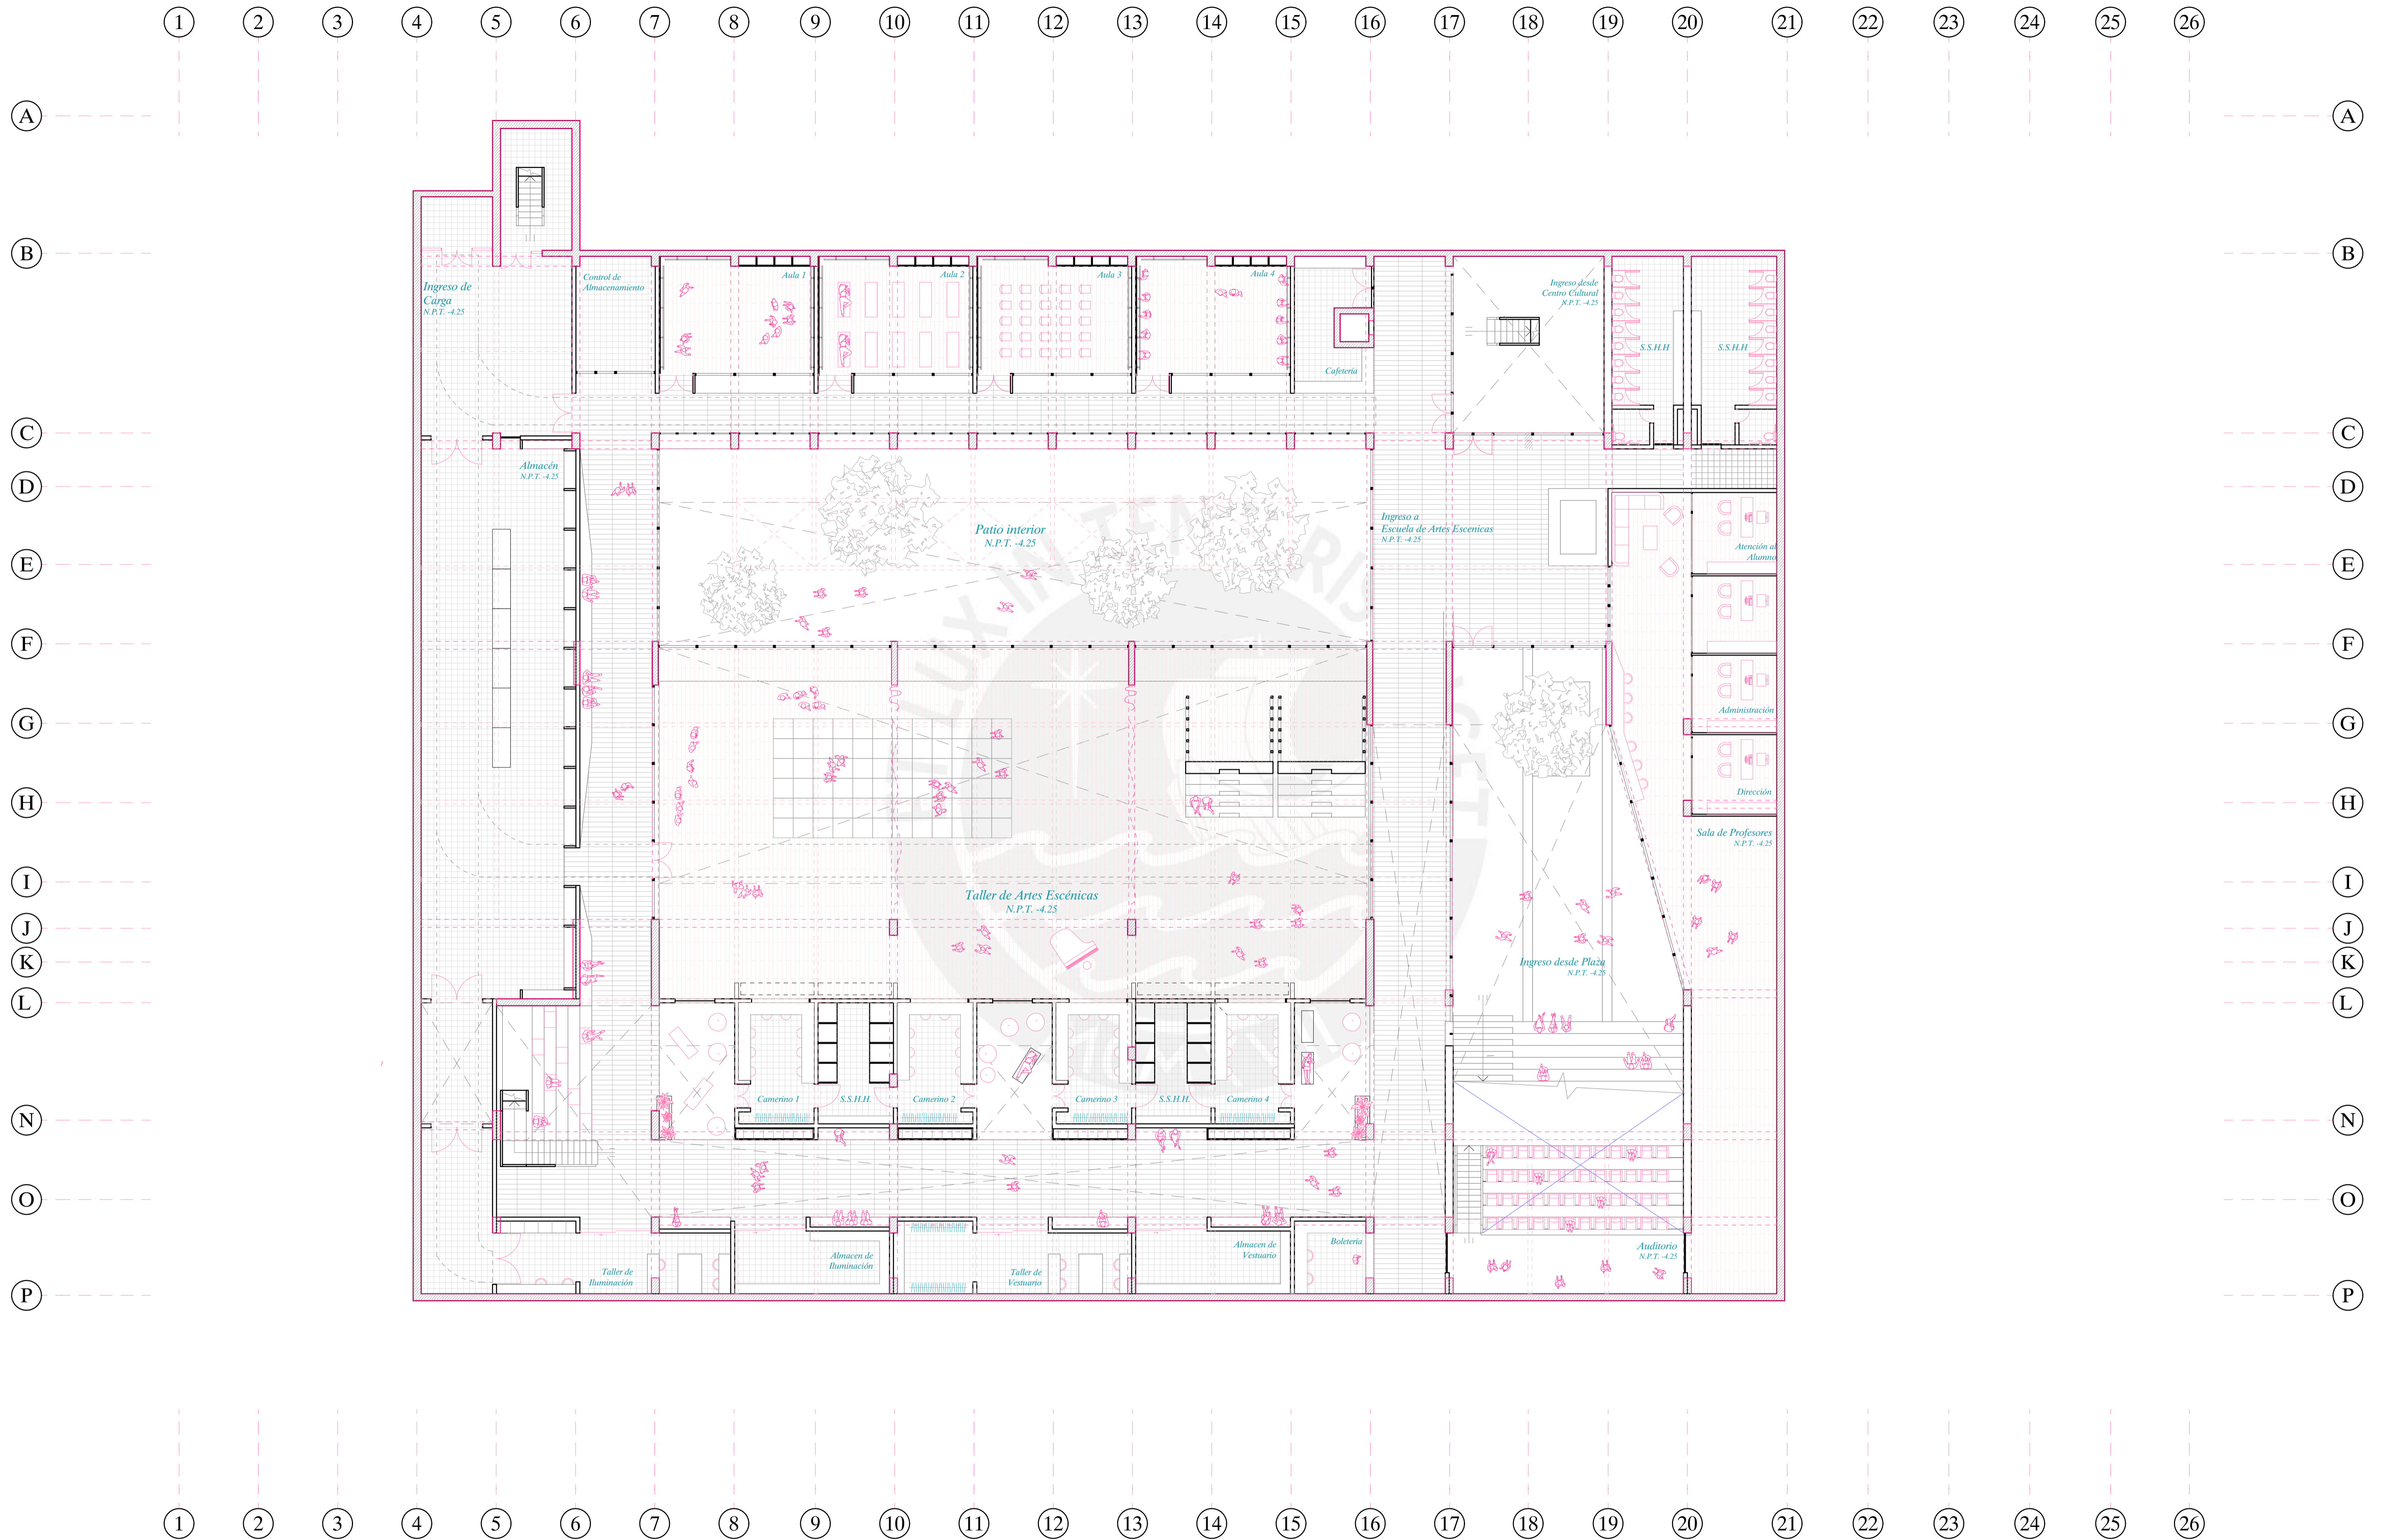 1 2 3 4 5 6 7 8 9 10 11 12 13 14 15 16 17 18 19 20 21 22 23 24 25 26
A A
B B
Ingreso de
Carga
N.P.T. -4.25
Control de
Almacenamiento
Aula 1
Aula 2
Aula 3
Aula 4
Cafetería
Ingreso desde
Centro Cultural
N.P.T. -4.25
S.S.H.H
S.S.H.H
C C
Almacén
N.P.T. -4.25
D D
Patio interior
N.P.T. -4.25
Ingreso a
Escuela de Artes Escenicas
N.P.T. -4.25
Atención al
Alumno
E E
F F
Administración
G G
Dirección
H H
Sala de Profesores
N.P.T. -4.25
I I
Taller de Artes Escénicas
N.P.T. -4.25
J J
Ingreso desde Plaza
N.P.T. -4.25
K K
L L
Camerino 1
S.S.H.H.
Camerino 2
Camerino 3
S.S.H.H.
Camerino 4
N N
O O
Taller de
Iluminación
Almacen de
Iluminación
Taller de
Vestuario
Almacen de
Vestuario
Boletería
Auditorio
N.P.T. -4.25
P P
1 2 3 4 5 6 7 8 9 10 11 12 13 14 15 16 17 18 19 20 21 22 23 24 25 26